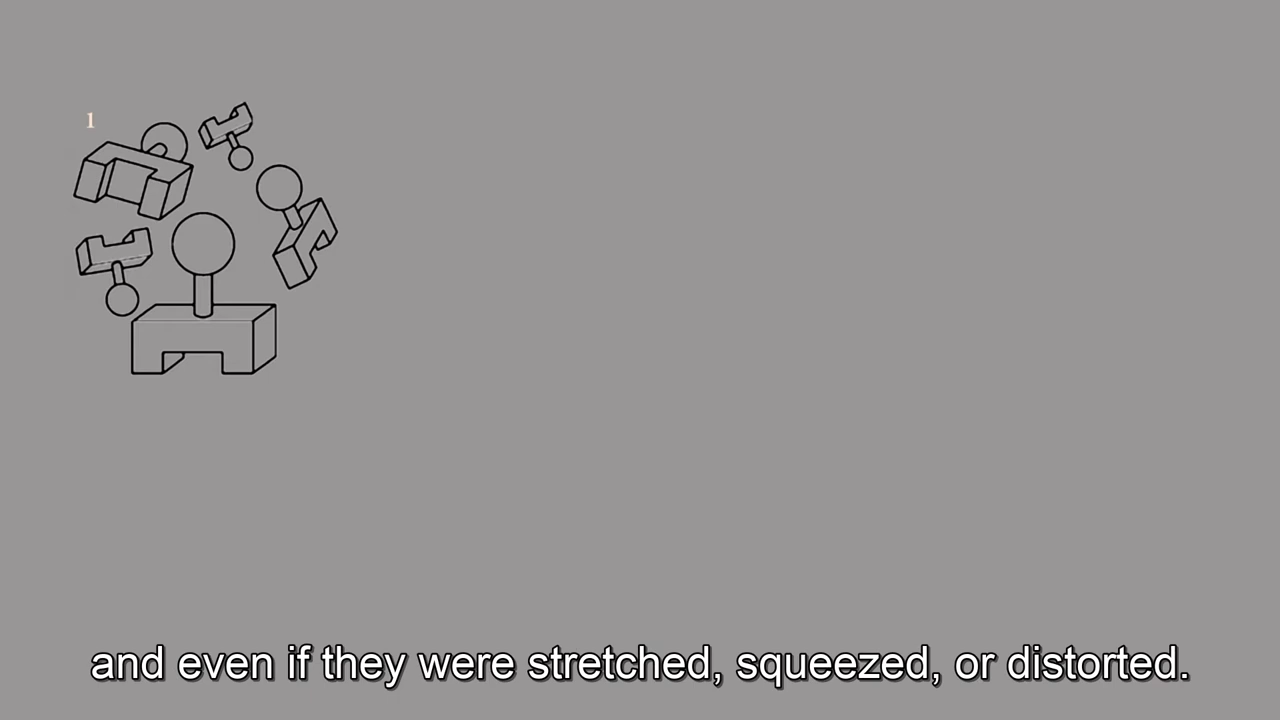 1
and even if they were stretched, squeezed, or distorted.